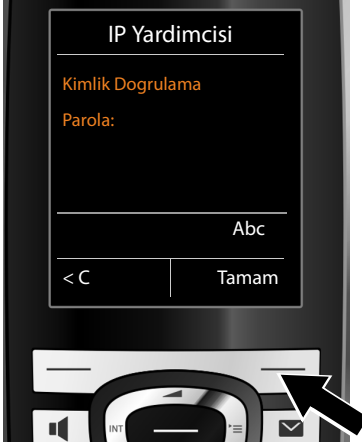 IP Yardimcisi
Kimlik Dogrulama
Parola:
Abc
< C Tamam
INT